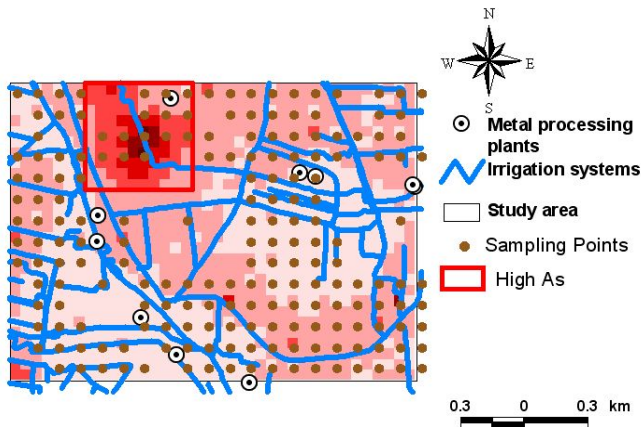 N
W E
S
Metal processing
plants
Irrigation systems
Study area
Sampling Points
High As
0.3 0 0.3 km